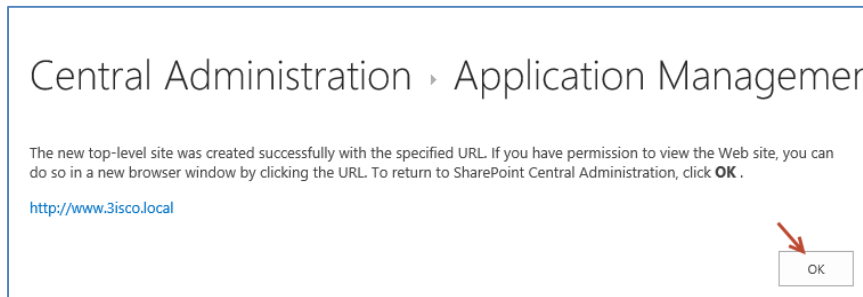 Central Administration ▸ Application Managemer
The new top-level site was created successfully with the specified URL. If you have permission to view the Web site, you can
do so in a new browser window by clicking the URL. To return to SharePoint Central Administration, click OK .
http://www.3isco.local
OK